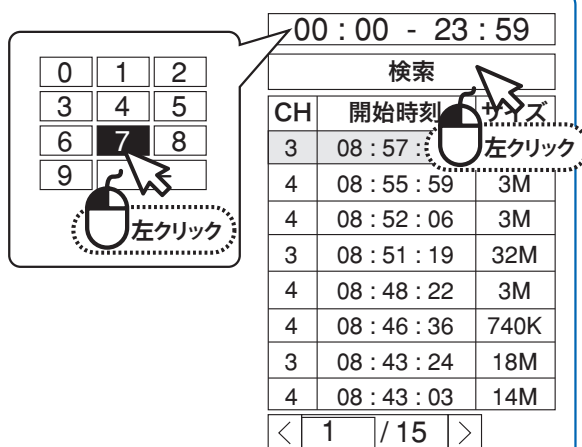 00 : 00 - 23 : 59
検索
0 1 2
3 4 5
6 7 8
9 ←
左クリック
CH 開始時刻 サイズ
3 08 : 57 :
左クリック
4 08 : 55 : 59 3M
4 08 : 52 : 06 3M
3 08 : 51 : 19 32M
4 08 : 48 : 22 3M
4 08 : 46 : 36 740K
3 08 : 43 : 24 18M
4 08 : 43 : 03 14M
< 1 / 15 >